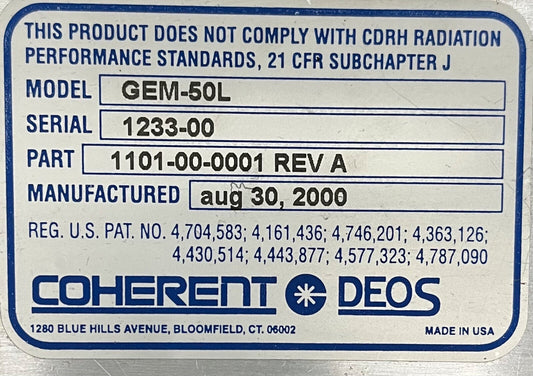 THIS PRODUCT DOES NOT COMPLY WITH CDRH RADIATION
PERFORMANCE STANDARDS, 21 CFR SUBCHAPTER J
MODEL GEM-50L
SERIAL 1233-00
PART 1101-00-0001 REV A
MANUFACTURED aug 30, 2000
REG. U.S. PAT. NO. 4,704,583; 4,161,436; 4,746,201; 4,363,126;
4,430,514; 4,443,877; 4,577,323; 4,787,090
COHERENT DEOS
1280 BLUE HILLS AVENUE, BLOOMFIELD, CT. 06002 MADE IN USA